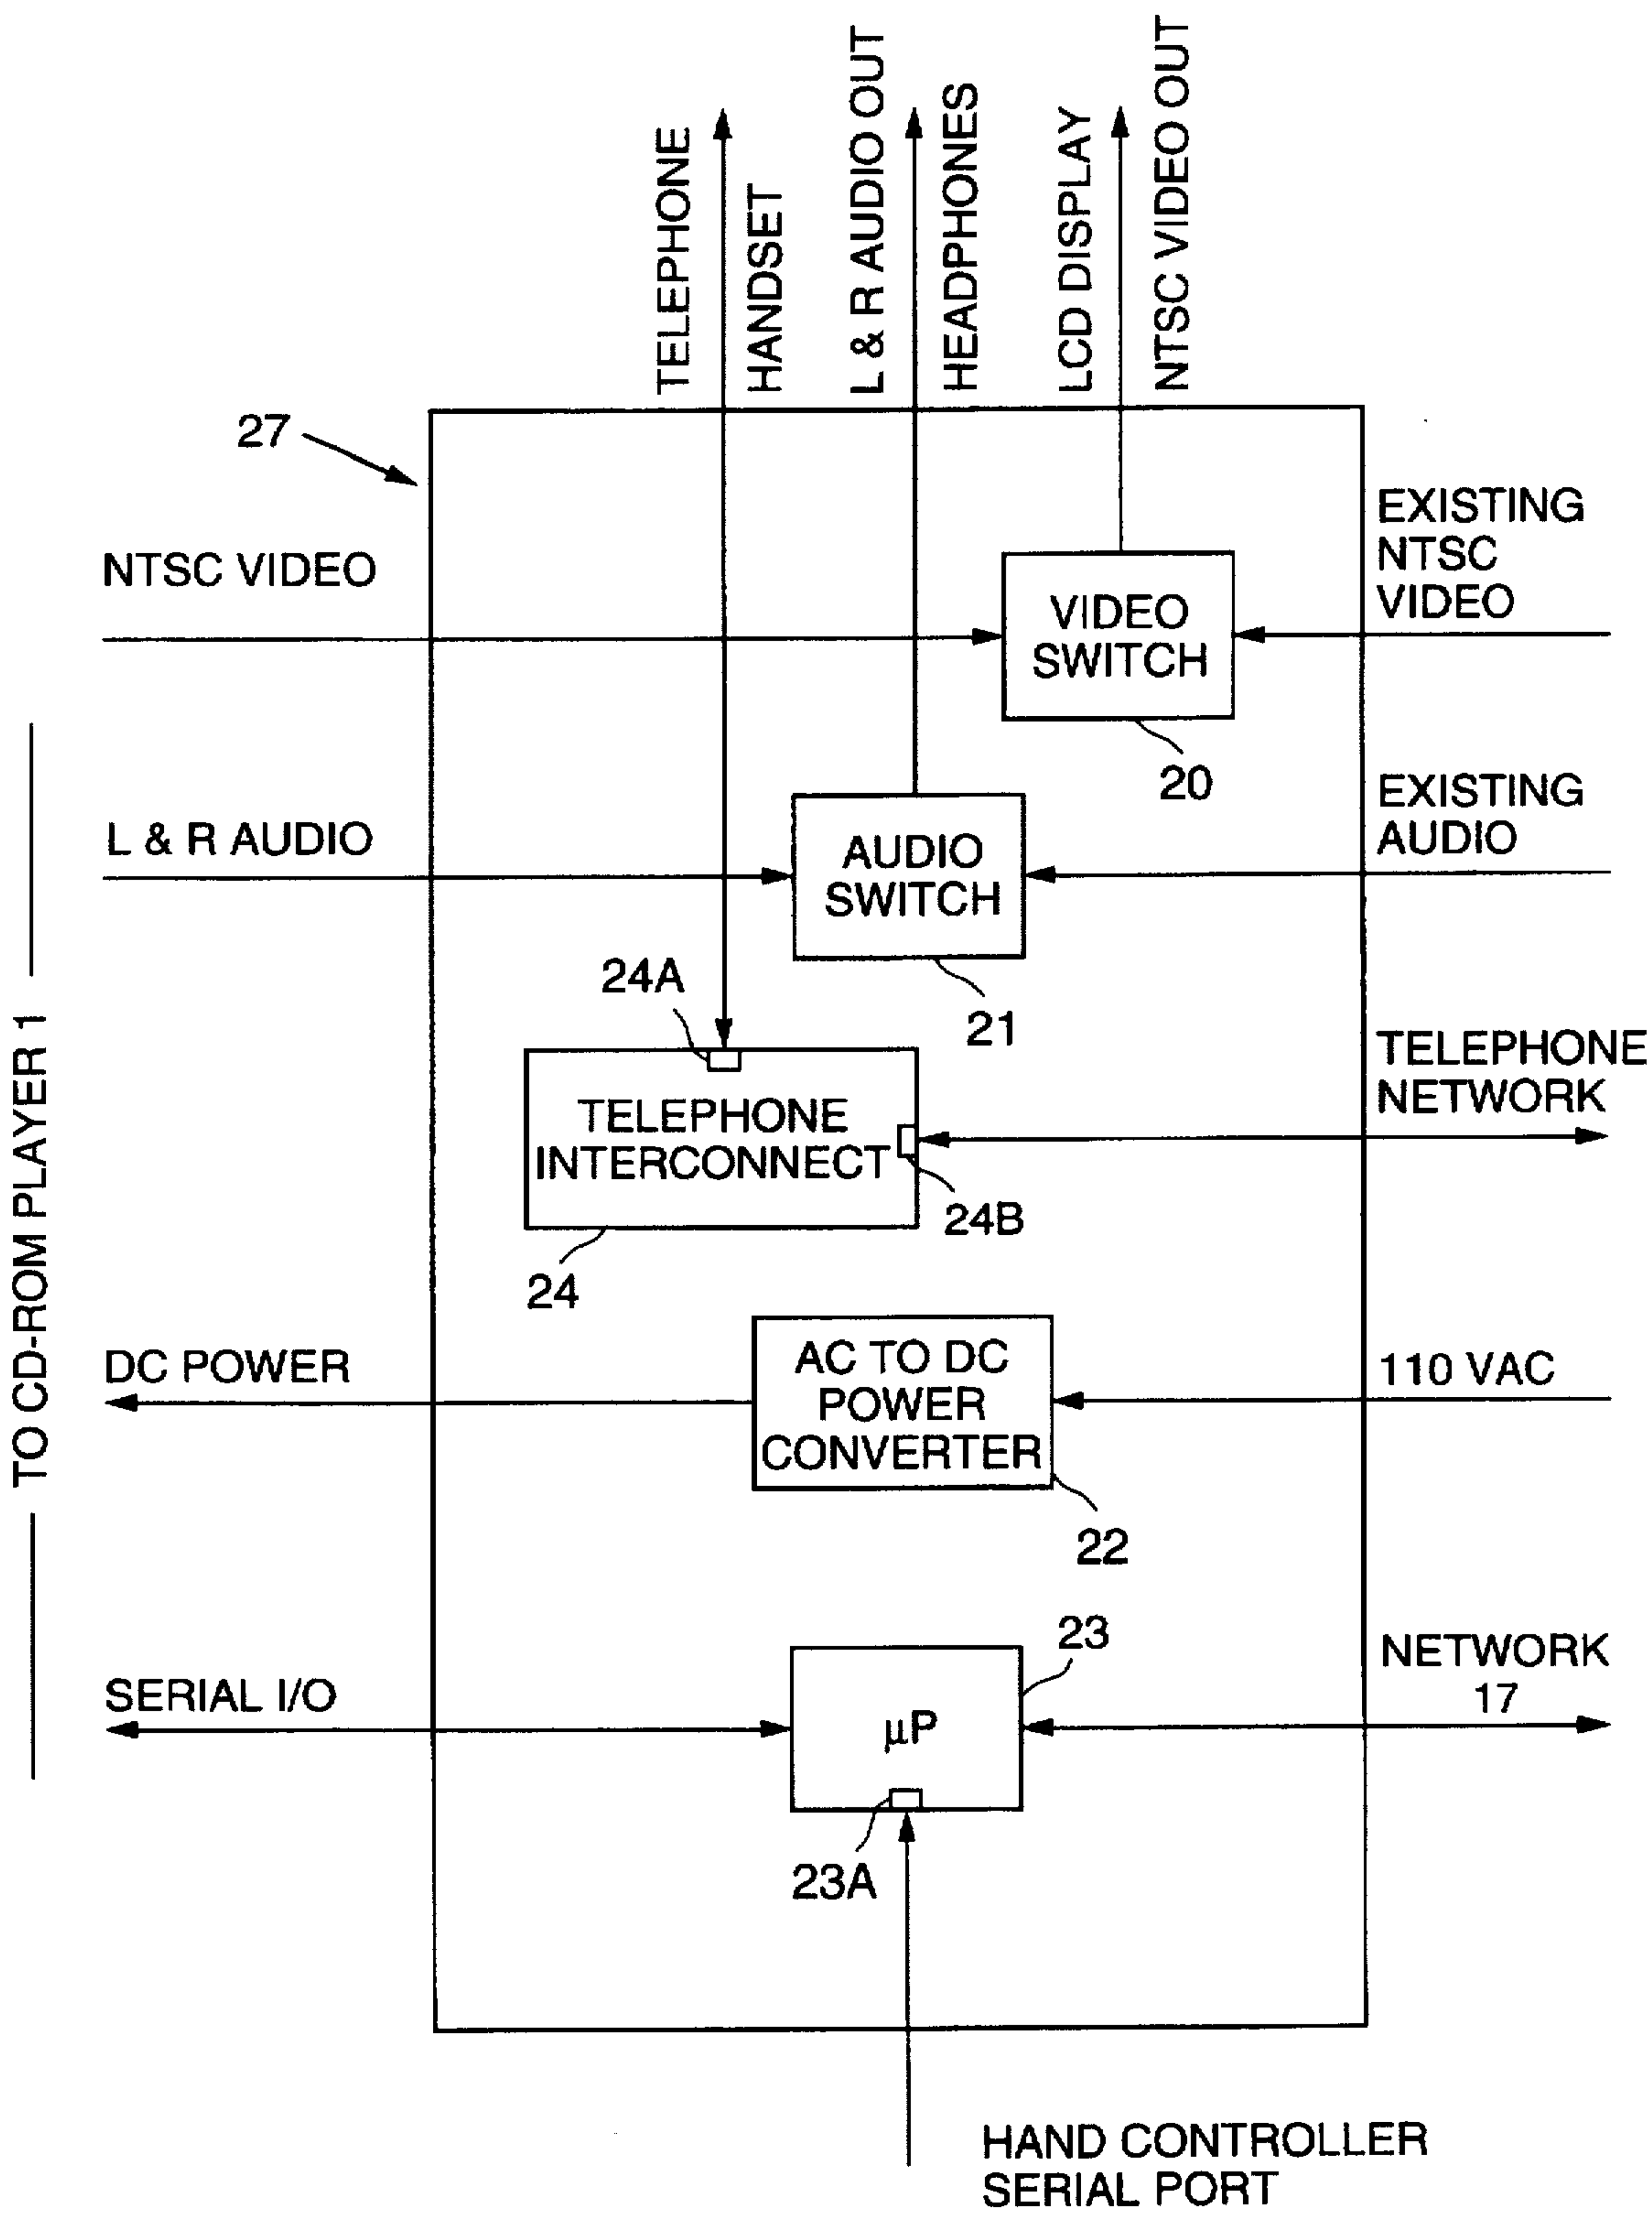 TELEPHONE
HANDSET
L & R AUDIO OUT
HEADPHONES
LCD DISPLAY
NTSC VIDEO OUT
27
NTSC VIDEO
EXISTING
NTSC
VIDEO
VIDEO
SWITCH
20
L & R AUDIO
EXISTING
AUDIO
AUDIO
SWITCH
21
24A
TELEPHONE
NETWORK
TELEPHONE
INTERCONNECT
24B
24
TO CD-ROM PLAYER 1
DC POWER
AC TO DC
POWER
CONVERTER
110 VAC
22
23
NETWORK
17
SERIAL I/O
µP
23A
HAND CONTROLLER
SERIAL PORT